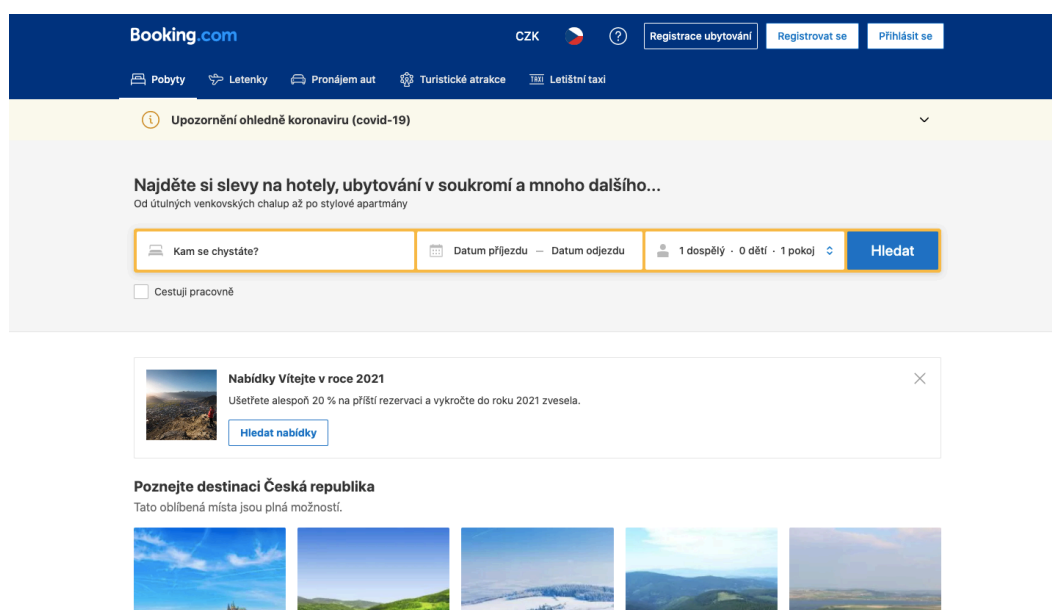 Booking.com
CZK
Registrace ubytování
Registrovat se
Přihlásit se
Pobyty
Letenky
Pronájem aut
Turistické atrakce
TAXI
Letištní taxi
Upozornění ohledně koronaviru (covid-19)
Najděte si slevy na hotely, ubytování v soukromí a mnoho dalšího...
Od útulných venkovských chalup až po stylové apartmány
Kam se chystáte?
Datum příjezdu — Datum odjezdu
1 dospělý · 0 dětí · 1 pokoj
Hledat
Cestuji pracovně
Nabídky Vítejte v roce 2021
Ušetřete alespoň 20 % na příští rezervaci a vykročte do roku 2021 zvesela.
Hledat nabídky
Poznejte destinaci Česká republika
Tato oblíbená místa jsou plná možností.